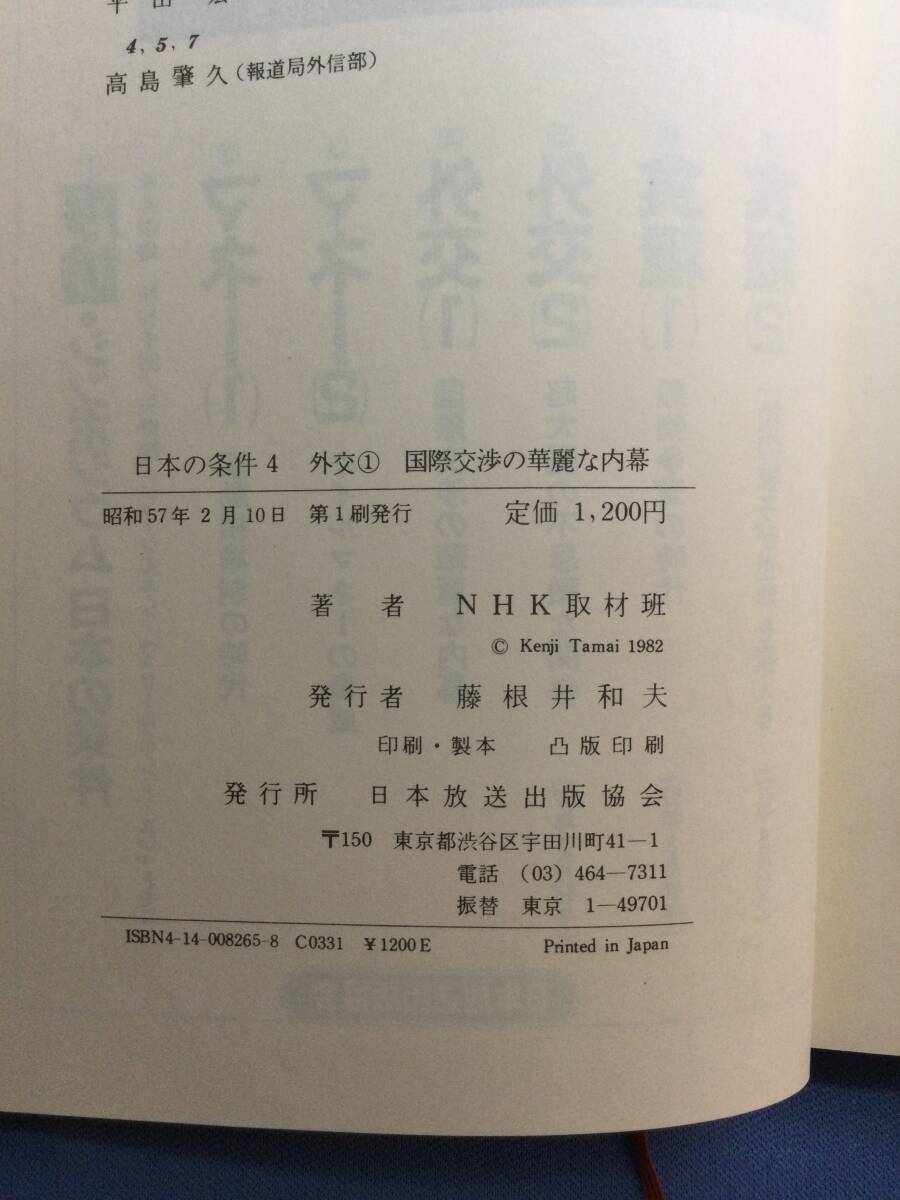 平田
4, 5, 7
高島肇久（報道局外信部）
日本の条件4　外交①　国際交渉の華麗な内幕
昭和57年2月10日　第1刷発行　定価 1,200円
著　者　NHK取材班
© Kenji Tamai 1982
発行者　藤根井和夫
印刷・製本　凸版印刷
発行所　日本放送出版協会
〒150　東京都渋谷区宇田川町41－1
電話　（03）464－7311
振替　東京　1－49701
ISBN4-14-008265-8　C0331　￥1200E　Printed in Japan